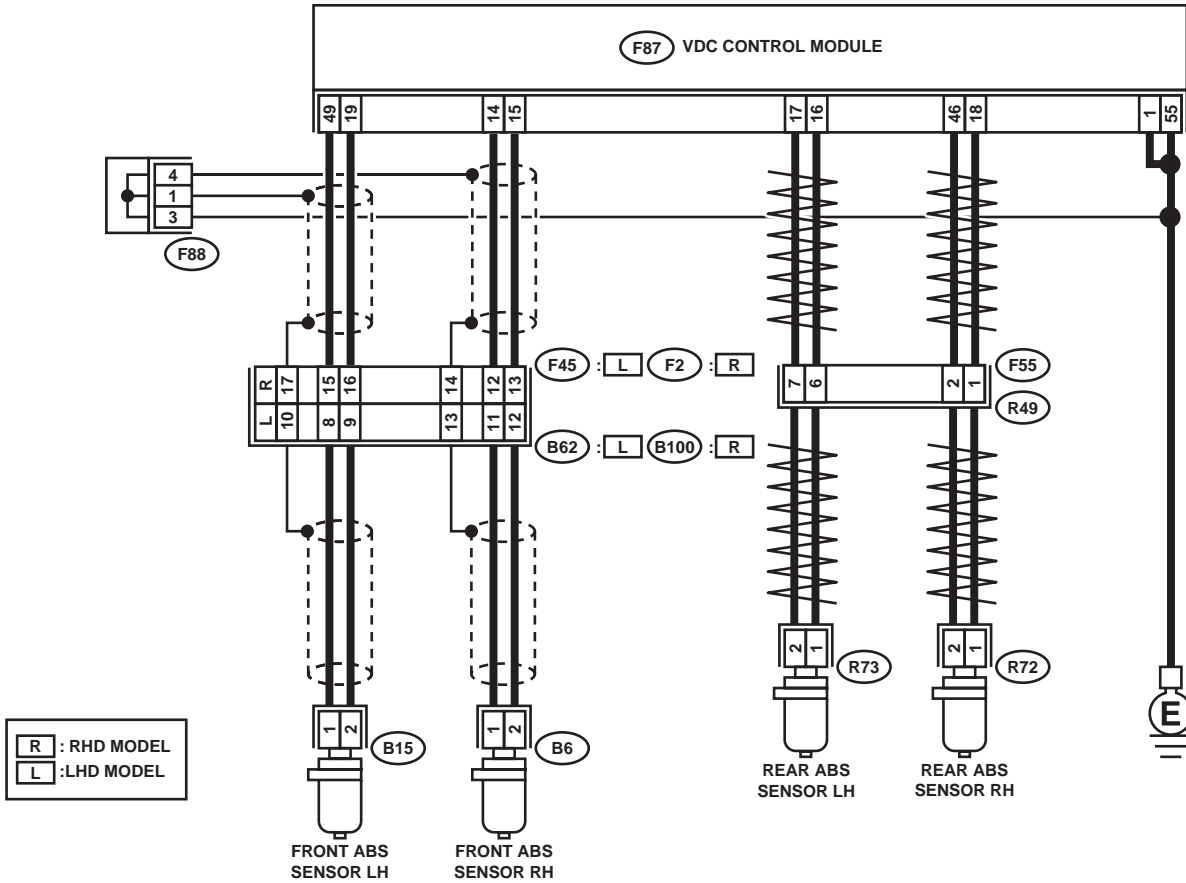 F87 VDC CONTROL MODULE
49 19 14 15 17 16 46 18 1 55
4
1
3
F88
R 17 15 16 14 12 13
L 10 8 9 13 11 12
F45 : L F2 : R
B62 : L B100 : R
7 6 2 1
F55
R49
2 1
R73
2 1
R72
1 2
B15
1 2
B6
E
R : RHD MODEL
L :LHD MODEL
REAR ABS
SENSOR LH
REAR ABS
SENSOR RH
FRONT ABS
SENSOR LH
FRONT ABS
SENSOR RH